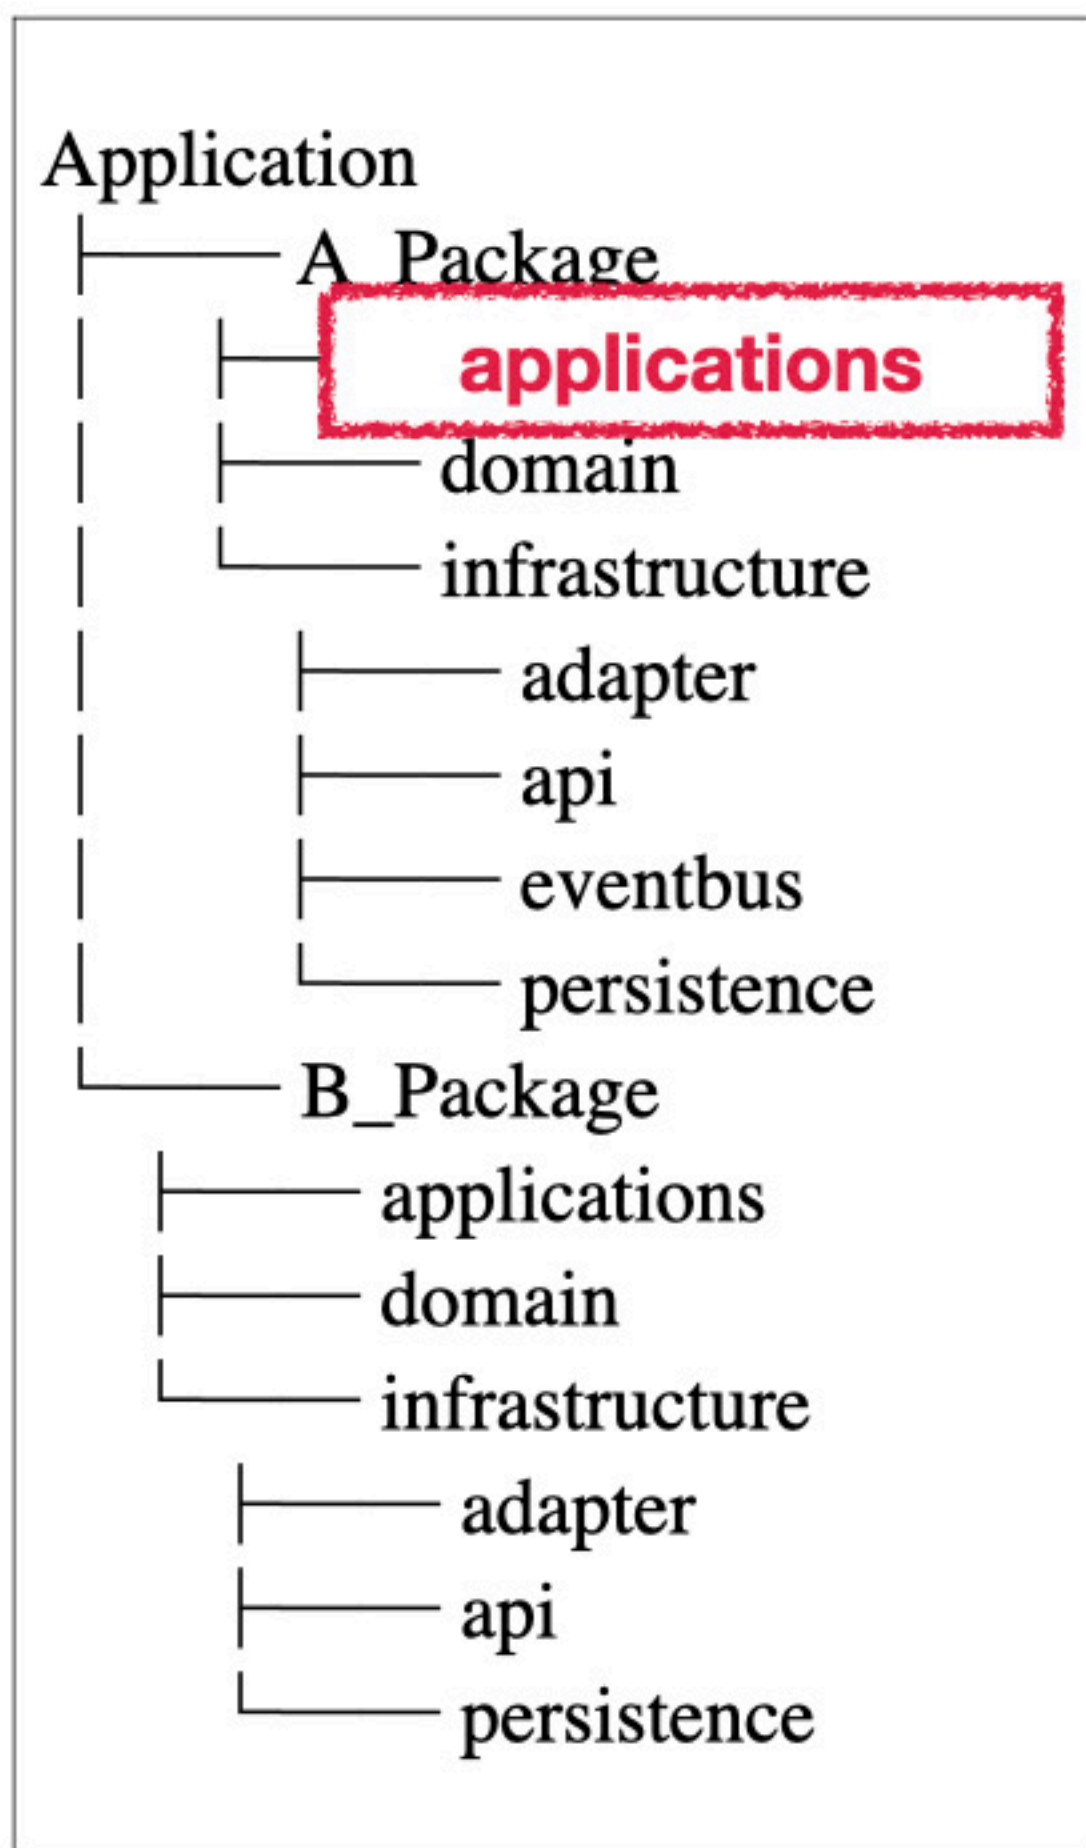 Application
A_Package
applications
domain
infrastructure
adapter
api
eventbus
persistence
B_Package
applications
domain
infrastructure
adapter
api
persistence